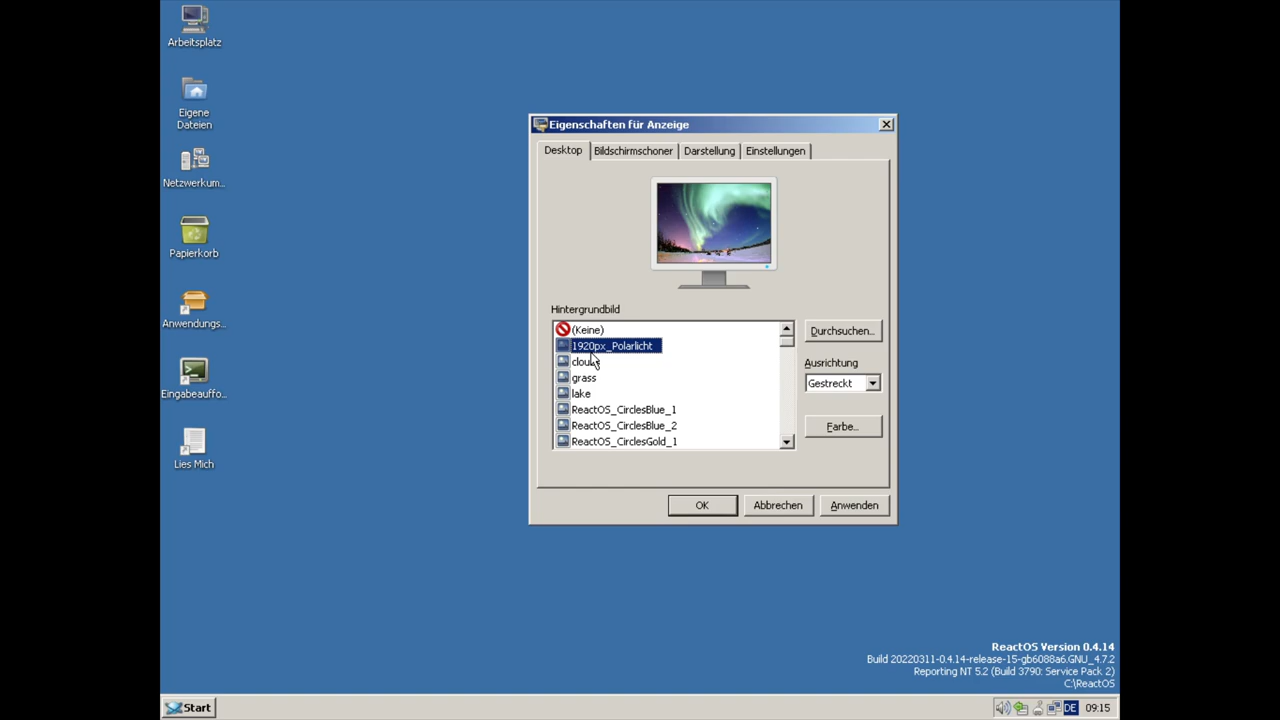 Arbeitsplatz
Eigene
Dateien
Netzwerkum...
Papierkorb
Anwendungs...
Eingabeauffo...
Lies Mich
Eigenschaften für Anzeige
Desktop
Bildschirmschoner
Darstellung
Einstellungen
Hintergrundbild
(Keine)
1920px_Polarlicht
clouds
grass
lake
ReactOS_CirclesBlue_1
ReactOS_CirclesBlue_2
ReactOS_CirclesGold_1
Durchsuchen...
Ausrichtung
Gestreckt
Farbe...
OK
Abbrechen
Anwenden
ReactOS Version 0.4.14
Build 20220311-0.4.14-release-15-gb6088a6.GNU_4.7.2
Reporting NT 5.2 (Build 3790: Service Pack 2)
C:\ReactOS
Start
DE
09:15